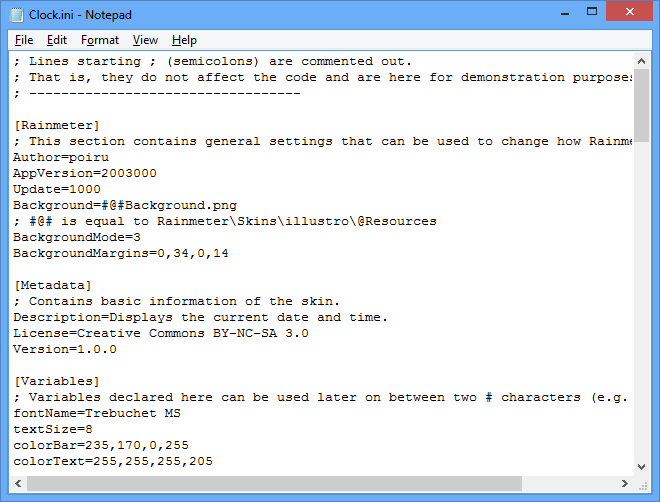 Clock.ini - Notepad
File Edit Format View Help
; Lines starting ; (semicolons) are commented out.
; That is, they do not affect the code and are here for demonstration purposes
; ----------------------------------
[Rainmeter]
; This section contains general settings that can be used to change how Rainme
Author=poiru
AppVersion=2003000
Update=1000
Background=#@#Background.png
; #@# is equal to Rainmeter\Skins\illustro\@Resources
BackgroundMode=3
BackgroundMargins=0,34,0,14
[Metadata]
; Contains basic information of the skin.
Description=Displays the current date and time.
License=Creative Commons BY-NC-SA 3.0
Version=1.0.0
[Variables]
; Variables declared here can be used later on between two # characters (e.g.
fontName=Trebuchet MS
textSize=8
colorBar=235,170,0,255
colorText=255,255,255,205